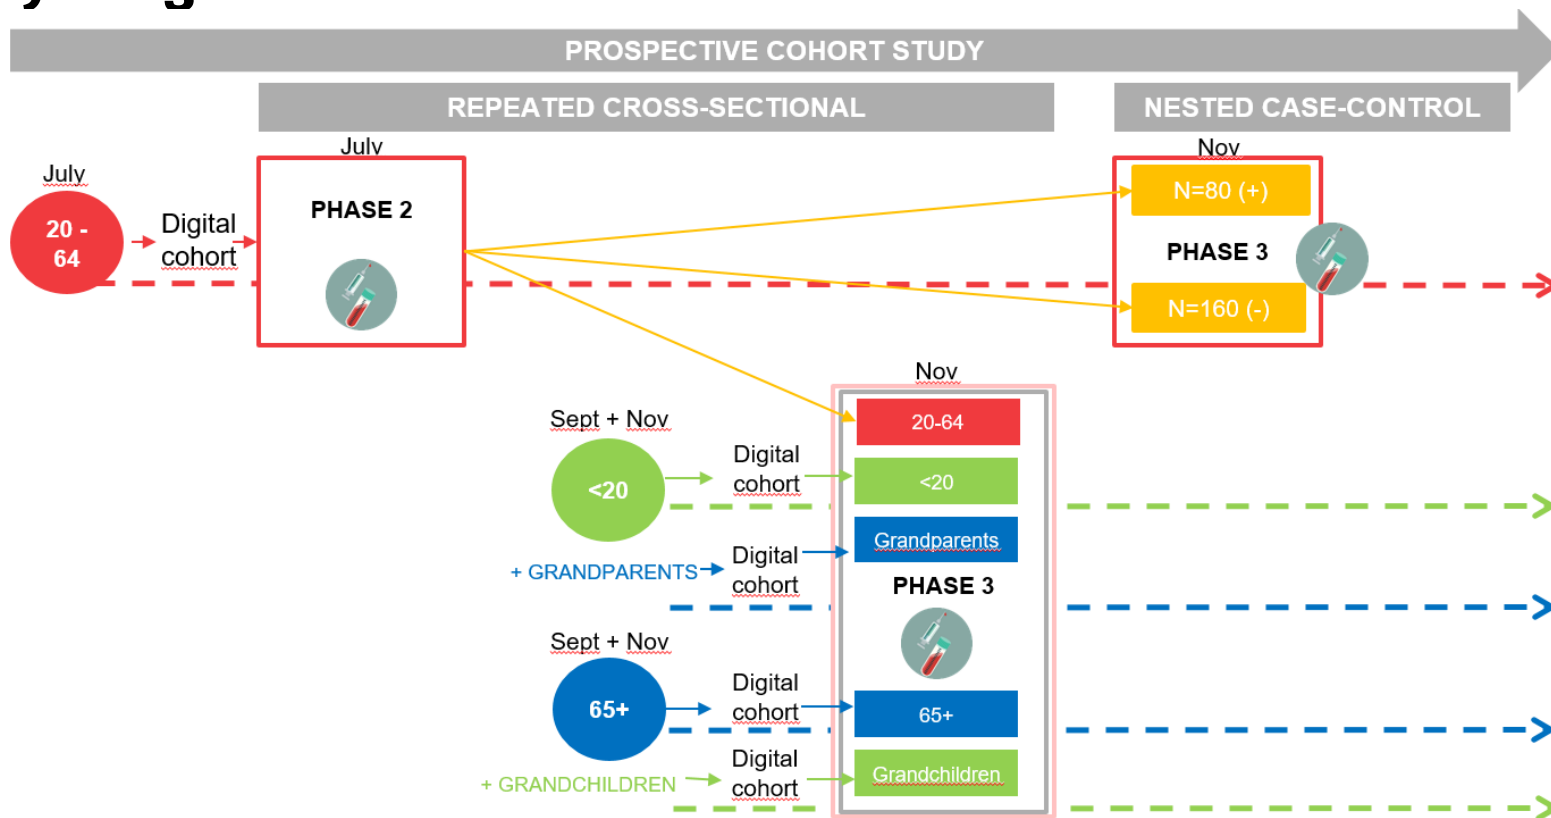 PROSPECTIVE COHORT STUDY
REPEATED CROSS-SECTIONAL
NESTED CASE-CONTROL
July
20 -
64
Digital
cohort
July
PHASE 2
Nov
N=80 (+)
PHASE 3
N=160 (-)
Nov
20-64
Sept + Nov
<20
Digital
cohort
<20
+ GRANDPARENTS
Digital
cohort
Grandparents
PHASE 3
Sept + Nov
65+
Digital
cohort
65+
+ GRANDCHILDREN
Digital
cohort
Grandchildren